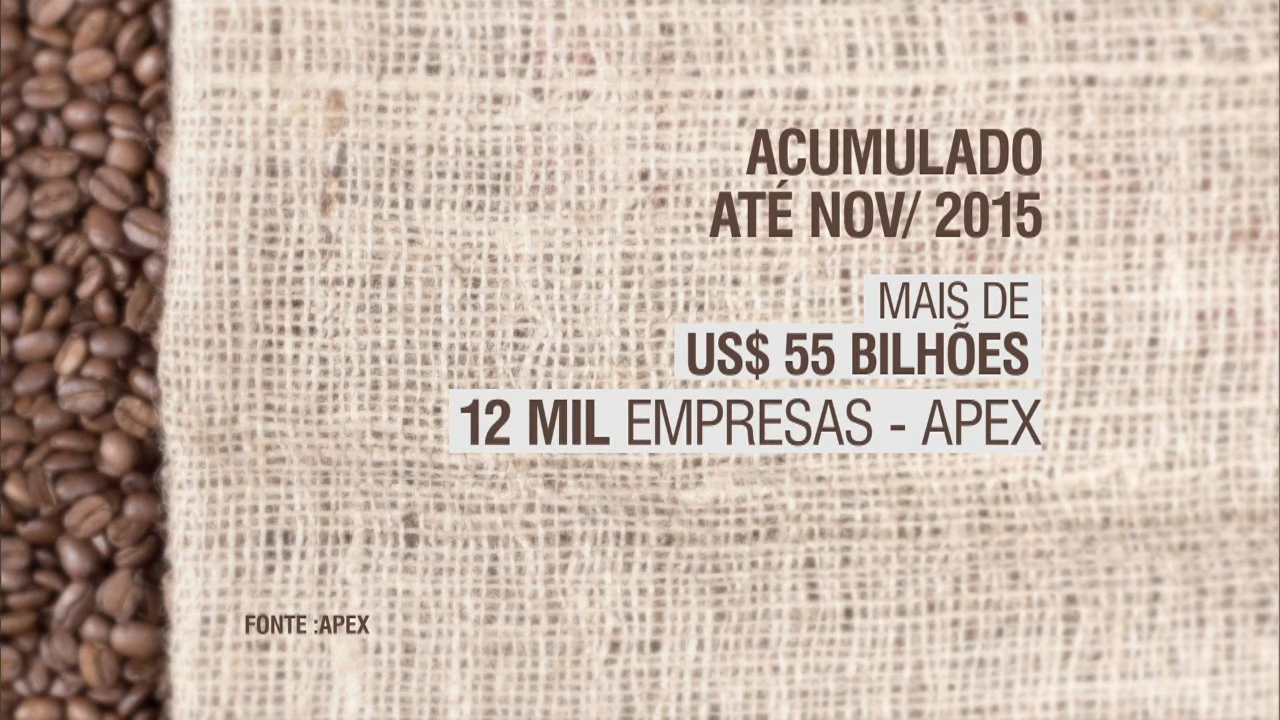 ACUMULADO
ATÉ NOV/ 2015
MAIS DE
US$ 55 BILHÕES
12 MIL EMPRESAS - APEX
FONTE :APEX